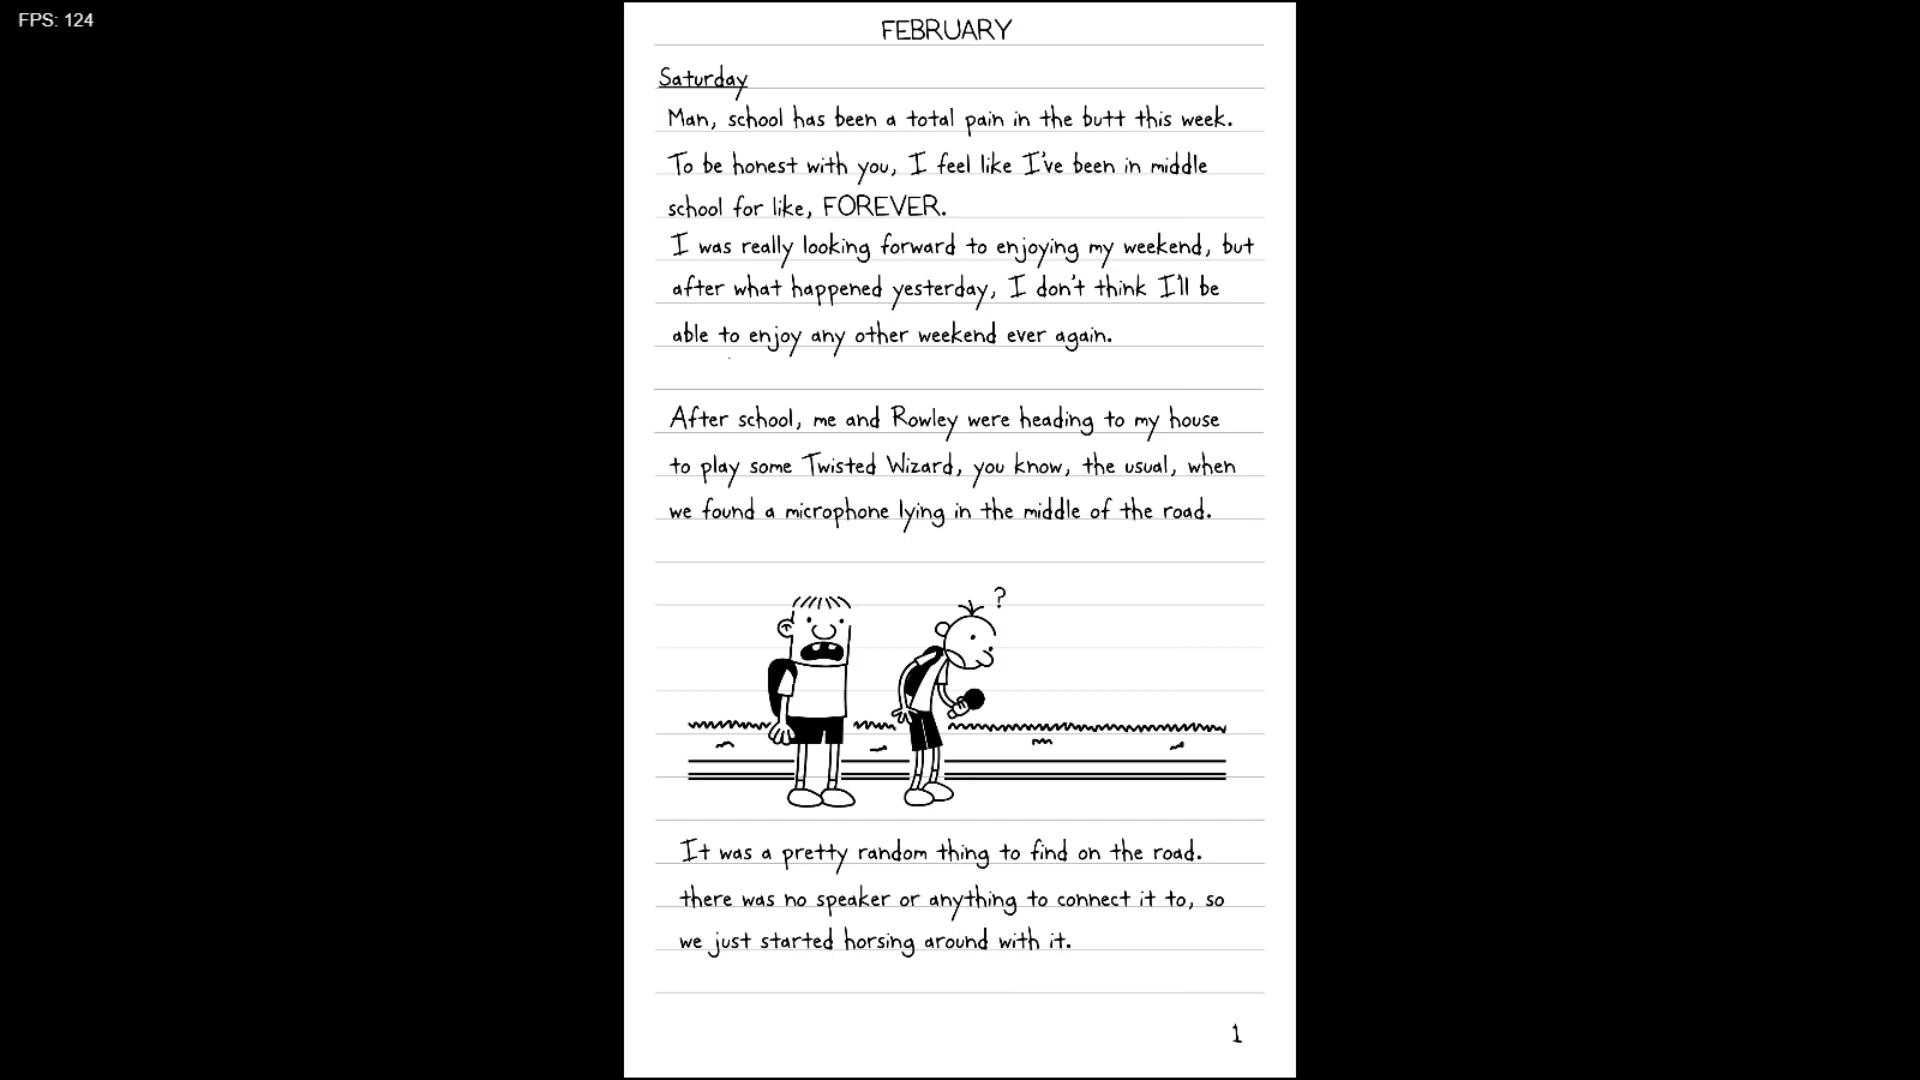 FPS: 124
FEBRUARY
Saturday
Man, school has been a total pain in the butt this week.
To be honest with you, I feel like I've been in middle
school for like, FOREVER.
I was really looking forward to enjoying my weekend, but
after what happened yesterday, I don't think I'll be
able to enjoy any other weekend ever again.
After school, me and Rowley were heading to my house
to play some Twisted Wizard, you know, the usual, when
we found a microphone lying in the middle of the road.
?
It was a pretty random thing to find on the road.
there was no speaker or anything to connect it to, so
we just started horsing around with it.
1